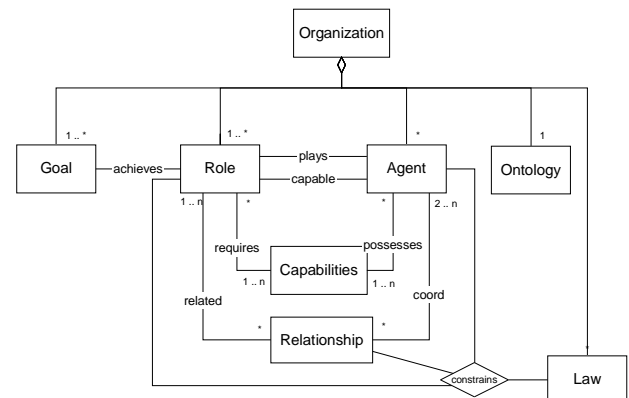 Organization
1 .. *
1 .. *
*
1
Goal
achieves
Role
plays
capable
Agent
Ontology
1 .. n
*
*
2 .. n
requires
possesses
Capabilities
1 .. n
1 .. n
related
coord
*
Relationship
*
*
constrains
Law